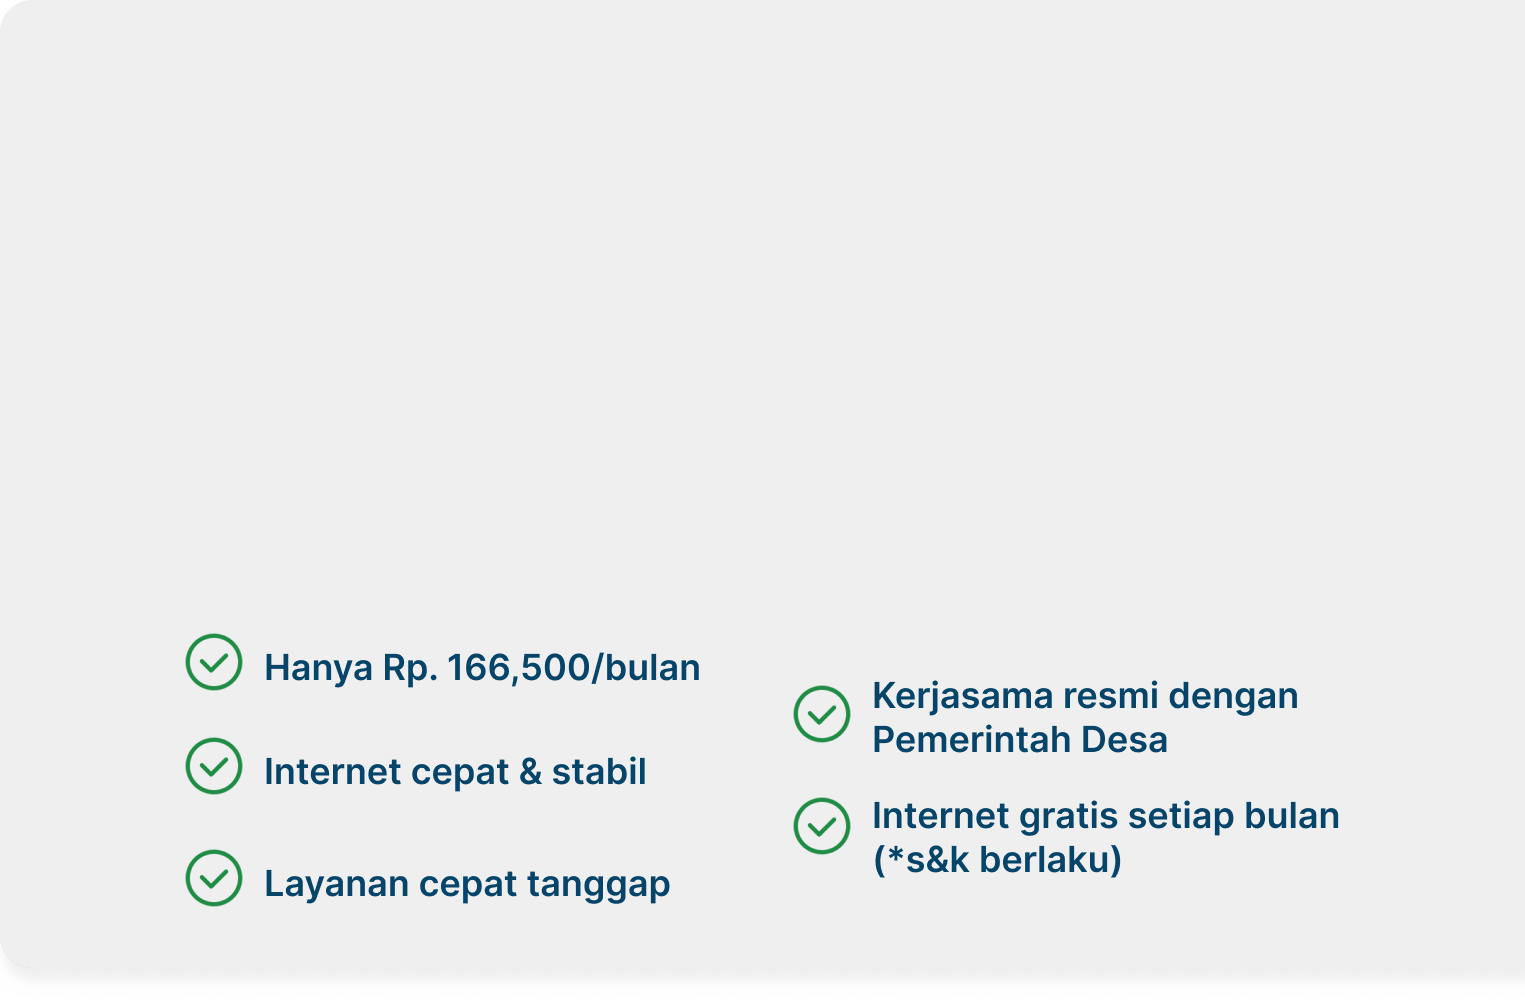 Hanya Rp. 166,500/bulan
Internet cepat & stabil
Layanan cepat tanggap
Kerjasama resmi dengan
Pemerintah Desa
Internet gratis setiap bulan
(*s&k berlaku)